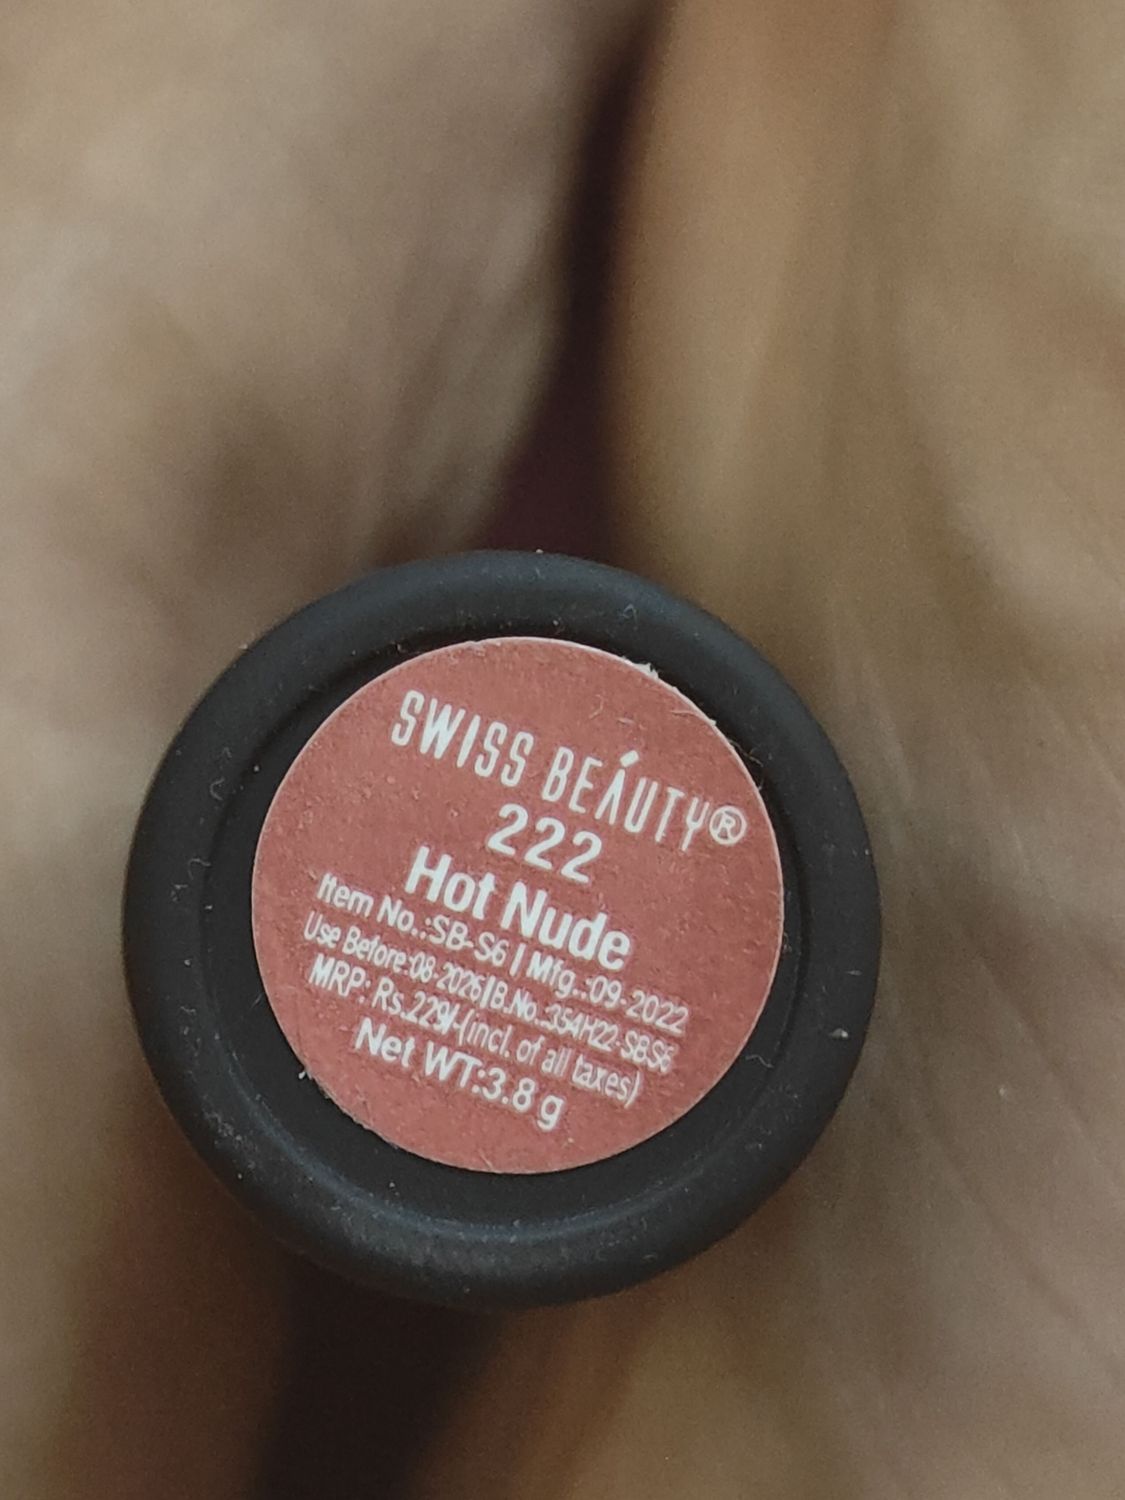 SWISS BEÁUTY®
222
Hot Nude
Item No.:SB-S6 | Mfg.:09-2022
Use Before:08-2026|B.No.:354H22-SBS6
MRP: Rs.229/-(incl. of all taxes)
Net WT:3.8 g